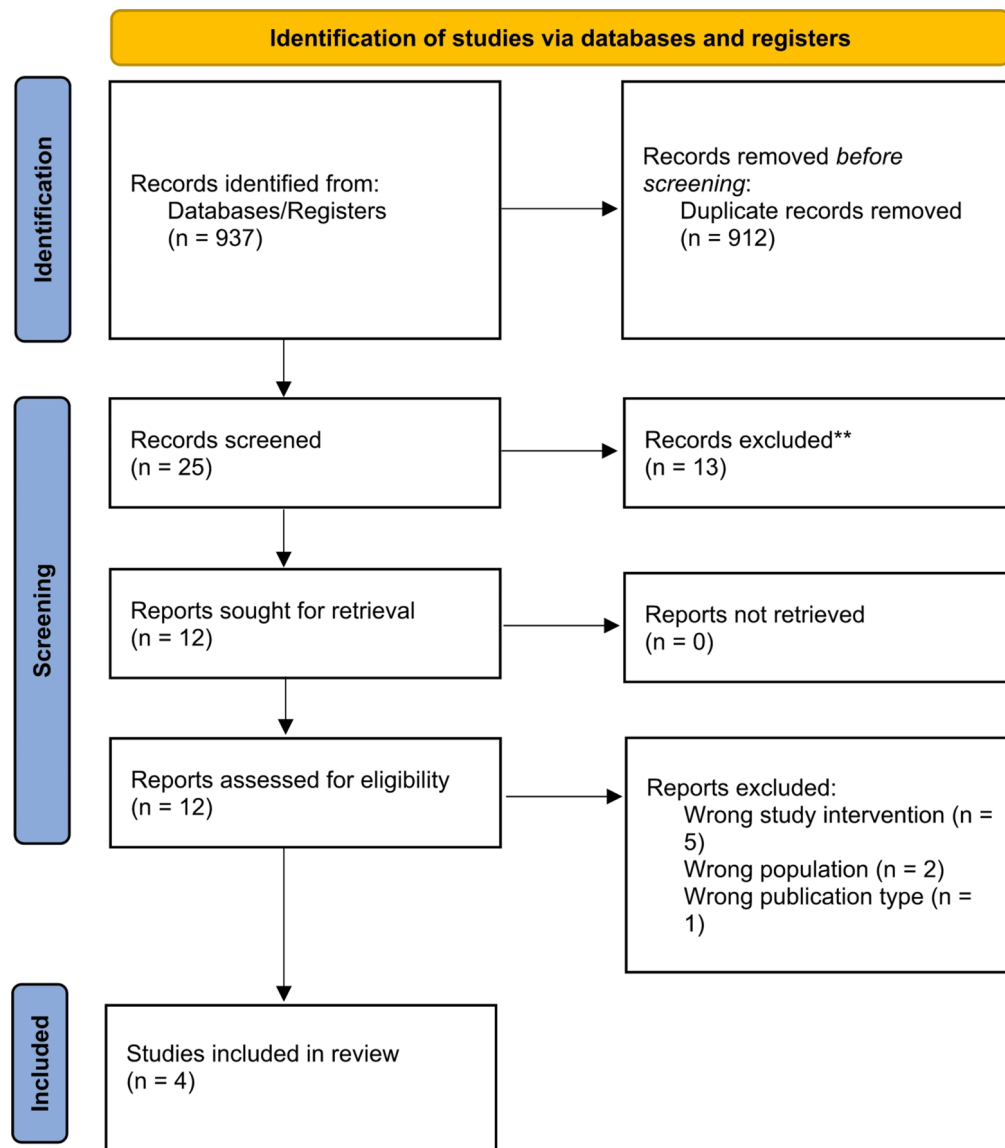 Identification of studies via databases and registers
Identification
Records identified from:
Databases/Registers
(n = 937)
Records removed before
screening:
Duplicate records removed
(n = 912)
Screening
Records screened
(n = 25)
Records excluded**
(n = 13)
Reports sought for retrieval
(n = 12)
Reports not retrieved
(n = 0)
Reports assessed for eligibility
(n = 12)
Reports excluded:
Wrong study intervention (n =
5)
Wrong population (n = 2)
Wrong publication type (n =
1)
Included
Studies included in review
(n = 4)